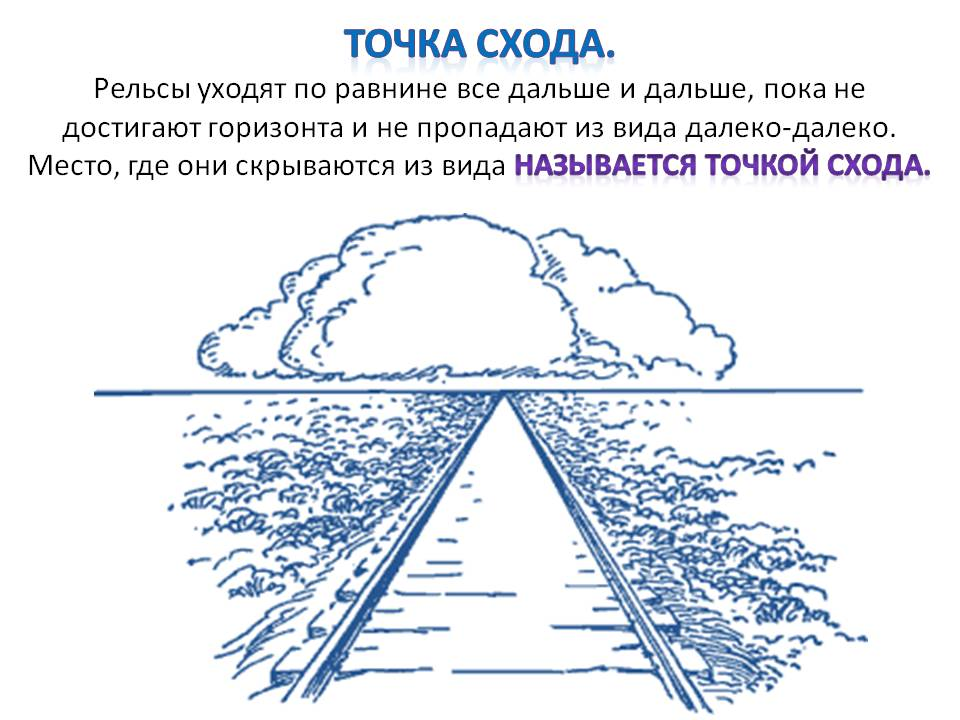 ТОЧКА СХОДА.
Рельсы уходят по равнине все дальше и дальше, пока не
достигают горизонта и не пропадают из вида далеко-далеко.
Место, где они скрываются из вида НАЗЫВАЕТСЯ ТОЧКОЙ СХОДА.